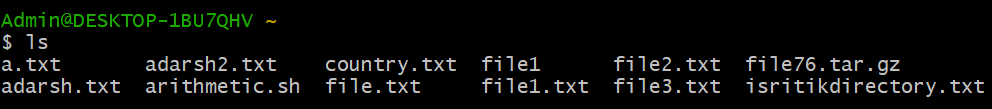 Admin@DESKTOP-1BU7QHV ~
$ ls
a.txt adarsh2.txt country.txt file1 file2.txt file76.tar.gz
adarsh.txt arithmetic.sh file.txt file1.txt file3.txt isritikdirectory.txt